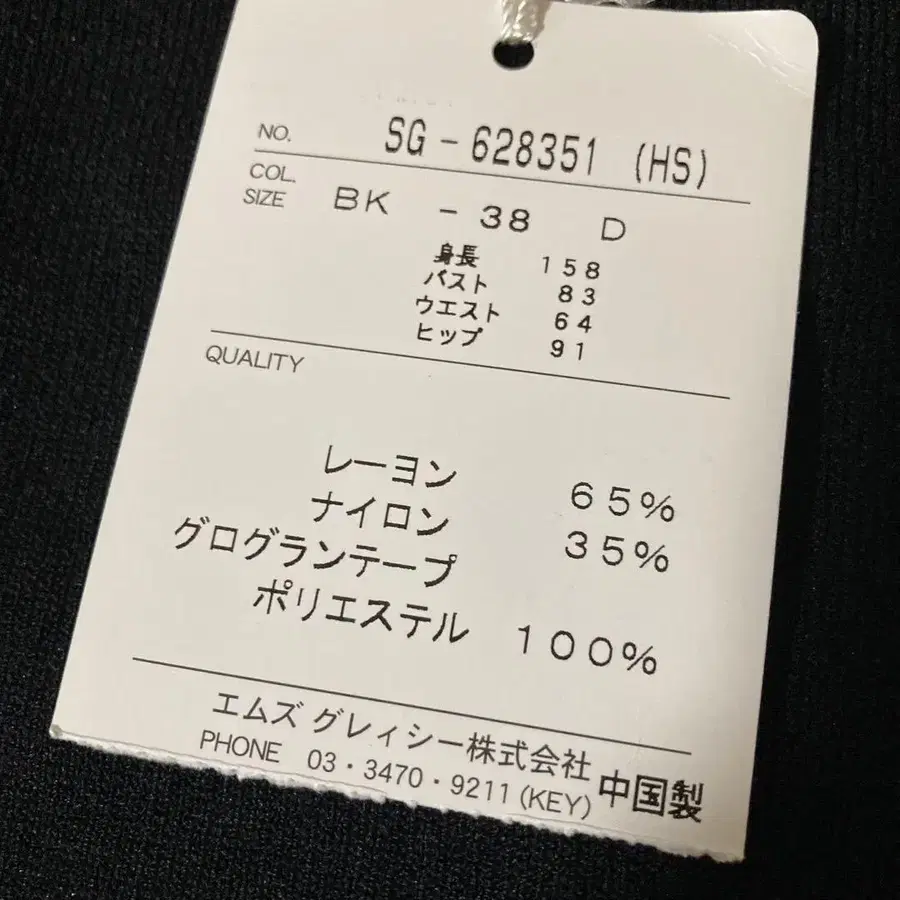 NO. SG-628351 (HS)
COL.
SIZE BK -38 D
身長 158
バスト 83
ウエスト 64
ヒップ 91
QUALITY
レーヨン 65%
ナイロン 35%
グログランテープ
ポリエステル 100%
エムズ グレィシー株式会社
PHONE 03・3470・9211(KEY) 中国製